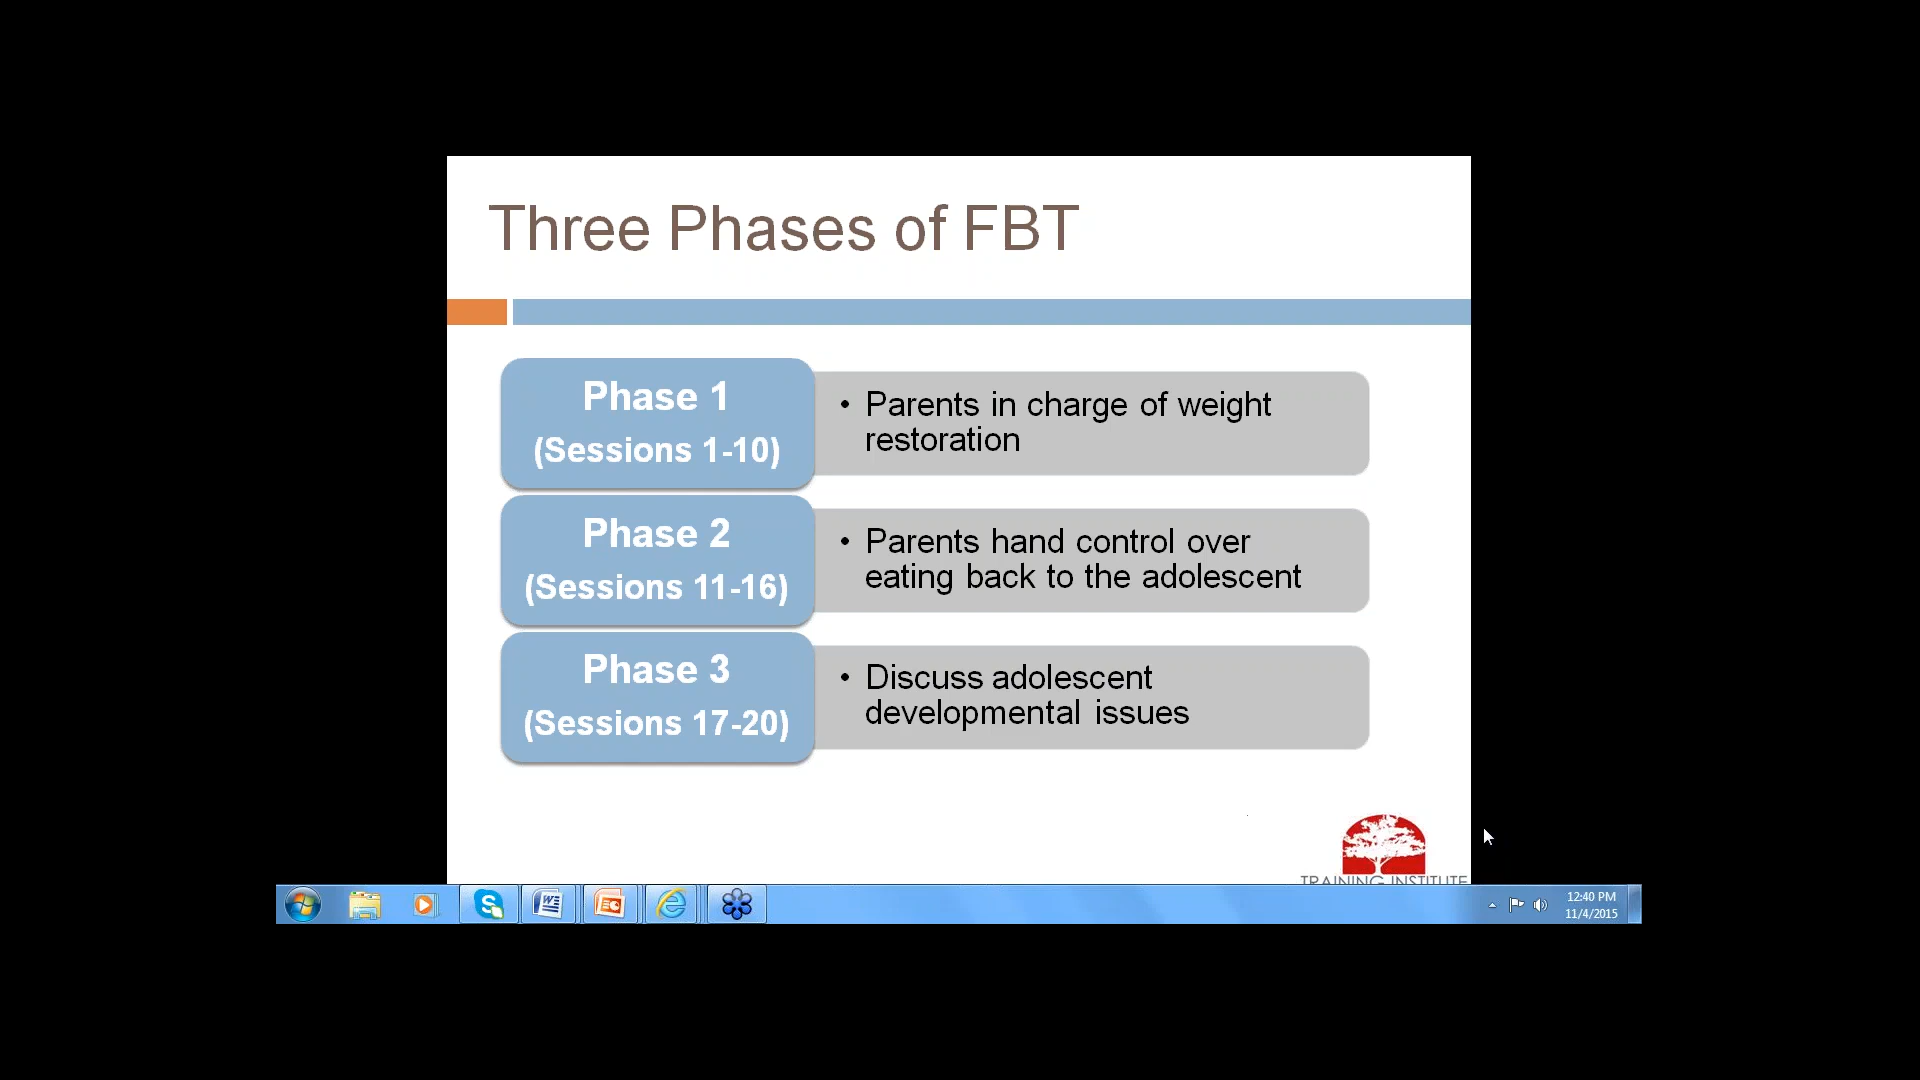 Three Phases of FBT
Phase 1
(Sessions 1-10)
• Parents in charge of weight
restoration
Phase 2
(Sessions 11-16)
• Parents hand control over
eating back to the adolescent
Phase 3
(Sessions 17-20)
• Discuss adolescent
developmental issues
TRAINING INSTITUTE
12:40 PM
11/4/2015